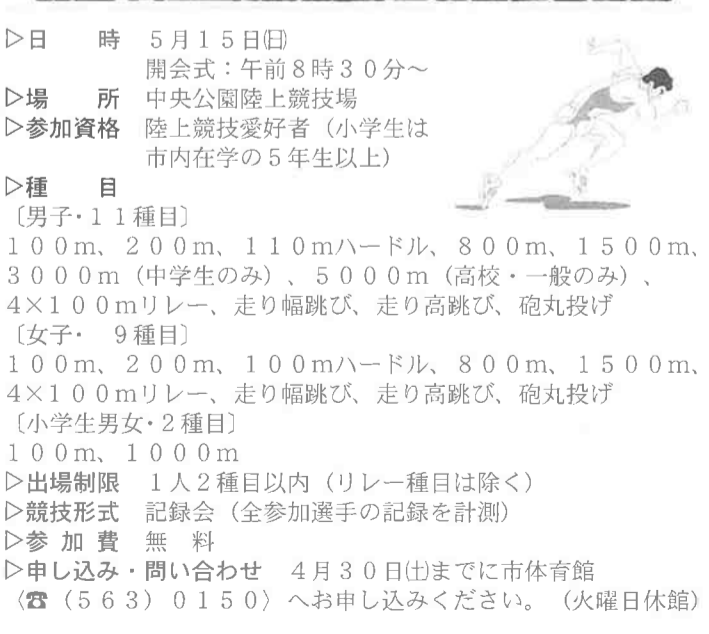 ▷日　　時　５月１５日㈰
開会式：午前８時３０分～
▷場　　所　中央公園陸上競技場
▷参加資格　陸上競技愛好者（小学生は
市内在学の５年生以上）
▷種　　目
〔男子・１１種目〕
１００ｍ、２００ｍ、１１０ｍハードル、８００ｍ、１５００ｍ、
３０００ｍ（中学生のみ）、５０００ｍ（高校・一般のみ）、
４×１００ｍリレー、走り幅跳び、走り高跳び、砲丸投げ
〔女子・　９種目〕
１００ｍ、２００ｍ、１００ｍハードル、８００ｍ、１５００ｍ、
４×１００ｍリレー、走り幅跳び、走り高跳び、砲丸投げ
〔小学生男女・２種目〕
１００ｍ、１０００ｍ
▷出場制限　１人２種目以内（リレー種目は除く）
▷競技形式　記録会（全参加選手の記録を計測）
▷参 加 費　無　料
▷申し込み・問い合わせ　４月３０日㈯までに市体育館
〈☎（５６３）０１５０〉へお申し込みください。（火曜日休館）